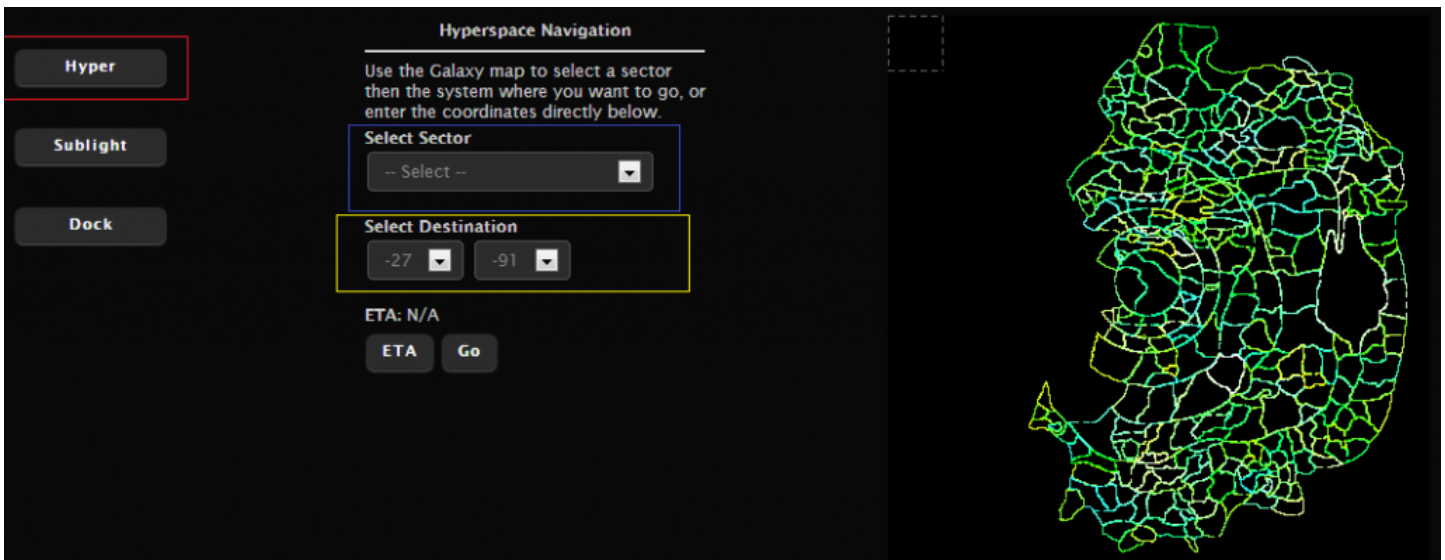 Hyper
Sublight
Dock
Hyperspace Navigation
Use the Galaxy map to select a sector
then the system where you want to go, or
enter the coordinates directly below.
Select Sector
-- Select --
Select Destination
-27 -91
ETA: N/A
ETA Go